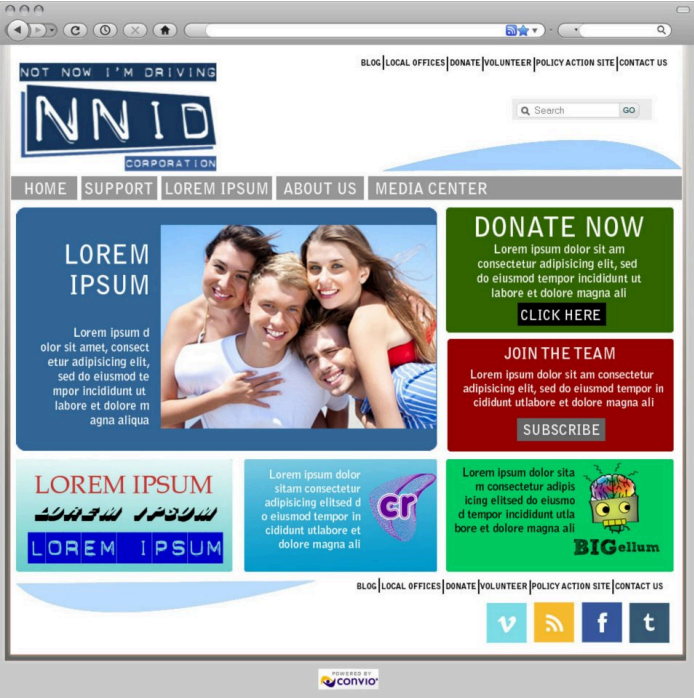 BLOG LOCAL OFFICES DONATE VOLUNTEER POLICY ACTION SITE CONTACT US
NOT NOW I'M DRIVING
NNID
CORPORATION
Search GO
HOME SUPPORT LOREM IPSUM ABOUT US MEDIA CENTER
LOREM
IPSUM
Lorem ipsum d
olor sit amet, consect
etur adipisicing elit,
sed do eiusmod te
mpor incididunt ut
labore et dolore m
agna aliqua
DONATE NOW
Lorem ipsum dolor sit am
consectetur adipisicing elit, sed
do eiusmod tempor incididunt ut
labore et dolore magna ali
CLICK HERE
JOIN THE TEAM
Lorem ipsum dolor sit am consectetur
adipisicing elit, sed do eiusmod tempor in
cididunt utlabore et dolore magna ali
SUBSCRIBE
LOREM IPSUM
LOREM IPSUM
LOREM IPSUM
Lorem ipsum dolor
sitam consectetur
adipisicing elitsed d
o eiusmod tempor in
cididunt utlabore et
dolore magna ali
cr
Lorem ipsum dolor sita
m consectetur adipis
icing elitsed do eiusmo
d tempor incididunt utla
bore et dolore magna ali
BIGellum
BLOG LOCAL OFFICES DONATE VOLUNTEER POLICY ACTION SITE CONTACT US
v f t
POWERED BY
convio